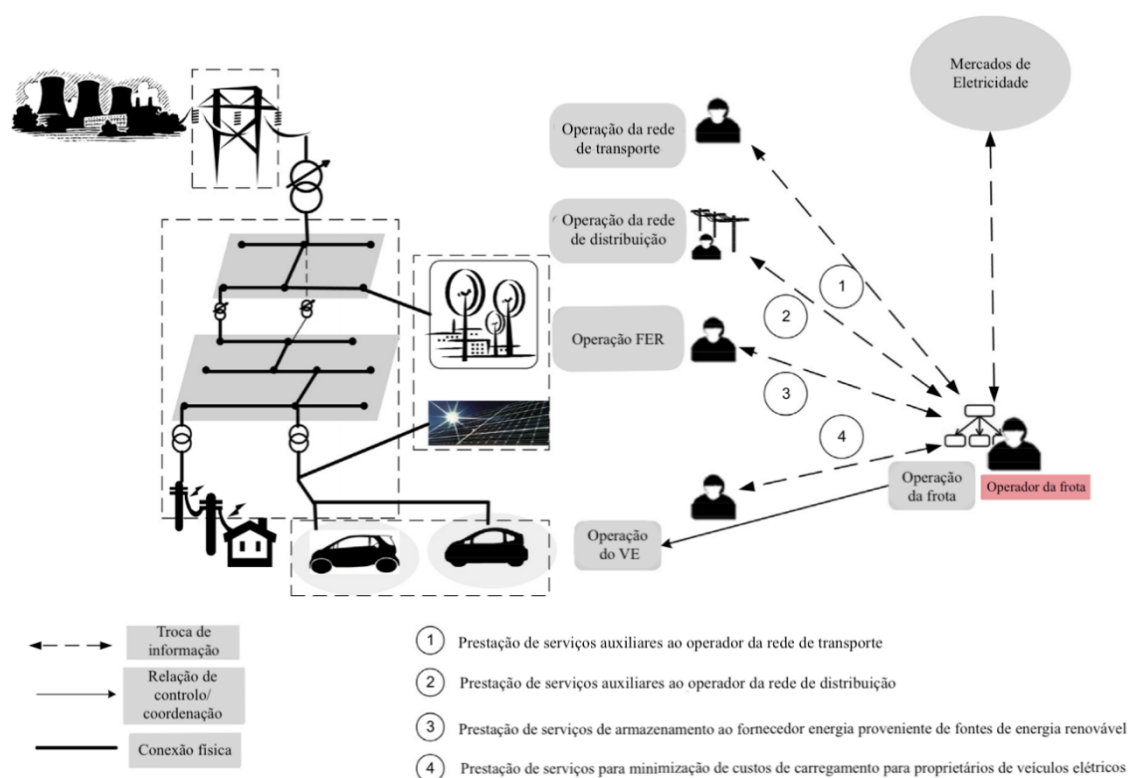 Mercados de
Eletricidade
Operação da rede
de transporte
Operação da rede
de distribuição
1
2
Operação FER
3
4
Operação
da frota
Operador da frota
Operação
do VE
Troca de
informação
Relação de
controlo/
coordenação
Conexão física
1 Prestação de serviços auxiliares ao operador da rede de transporte
2 Prestação de serviços auxiliares ao operador da rede de distribuição
3 Prestação de serviços de armazenamento ao fornecedor energia proveniente de fontes de energia renovável
4 Prestação de serviços para minimização de custos de carregamento para proprietários de veículos elétricos